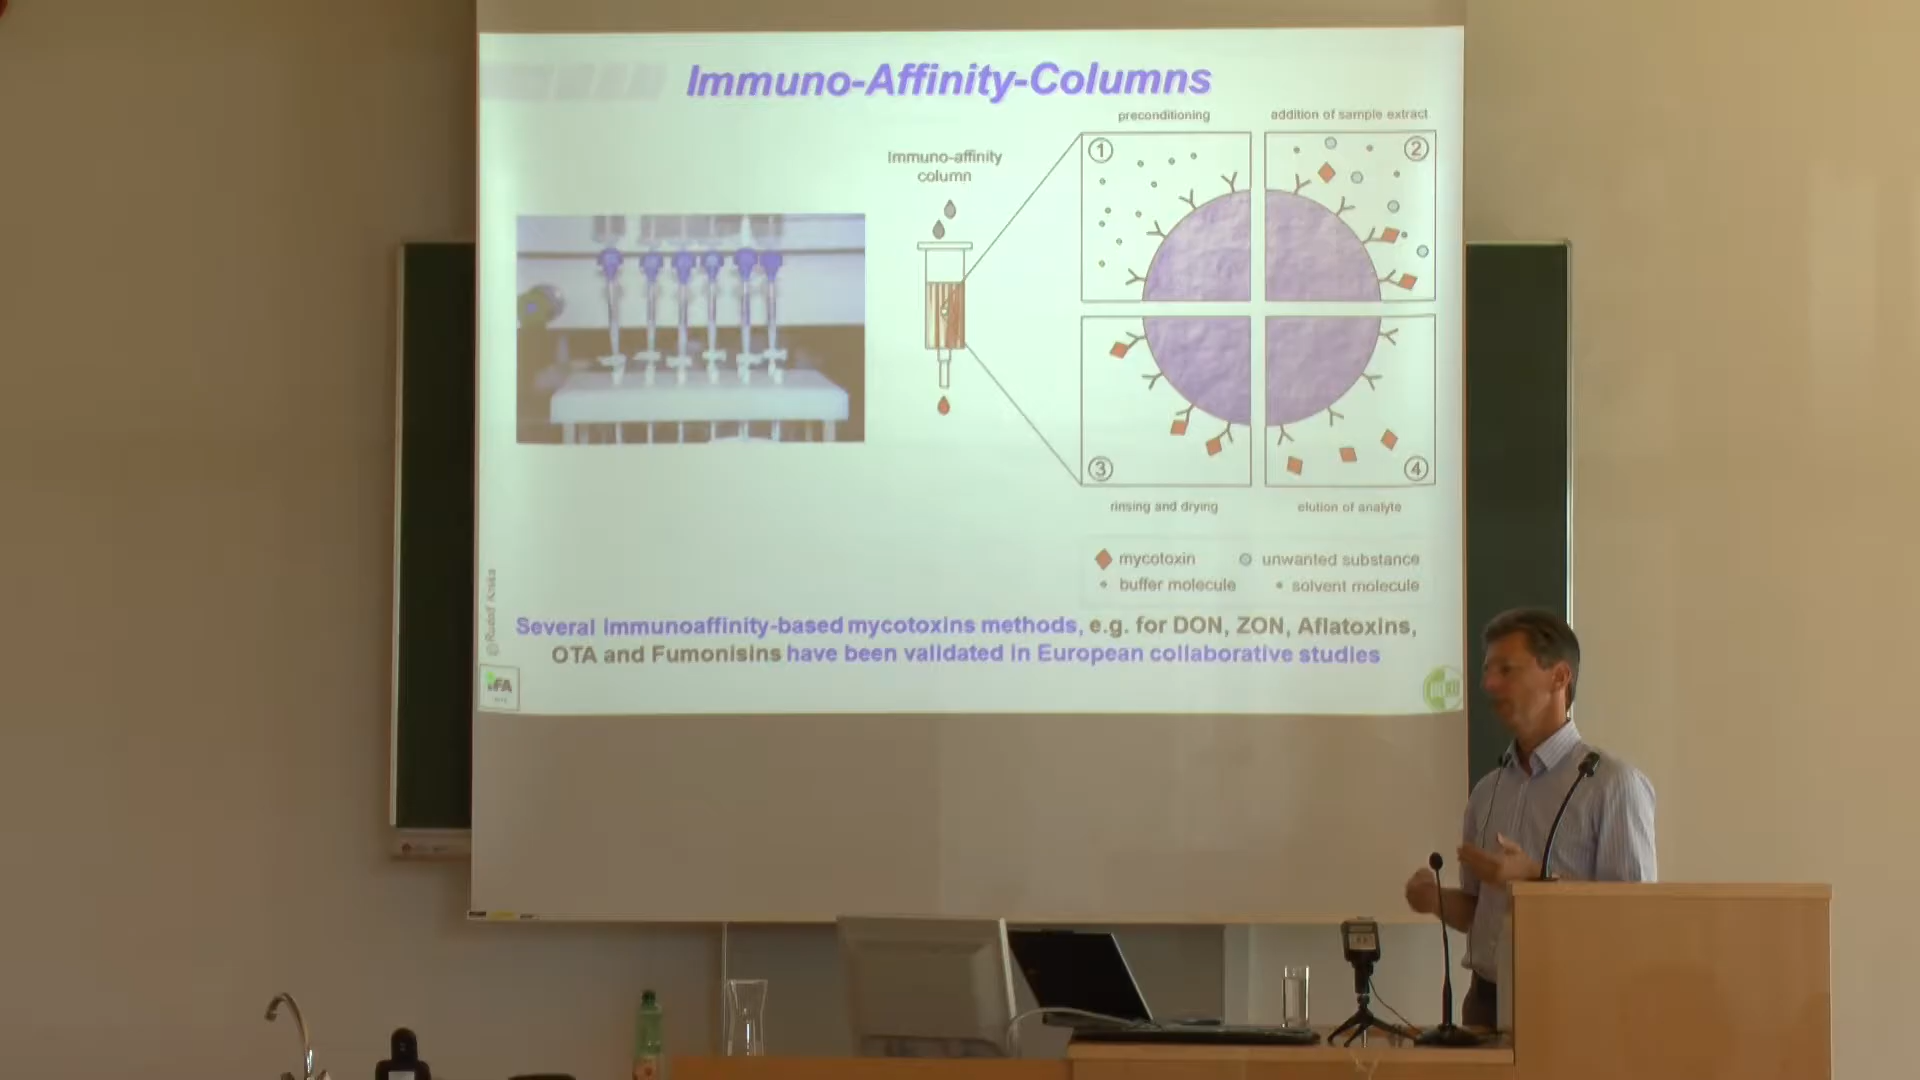 Immuno-Affinity-Columns
preconditioning
addition of sample extract
Immuno-affinity
column
1
2
3
4
rinsing and drying
elution of analyte
mycotoxin
unwanted substance
buffer molecule
solvent molecule
Several Immunoaffinity-based mycotoxins methods, e.g. for DON, ZON, Aflatoxins,
OTA and Fumonisins have been validated in European collaborative studies
IFA